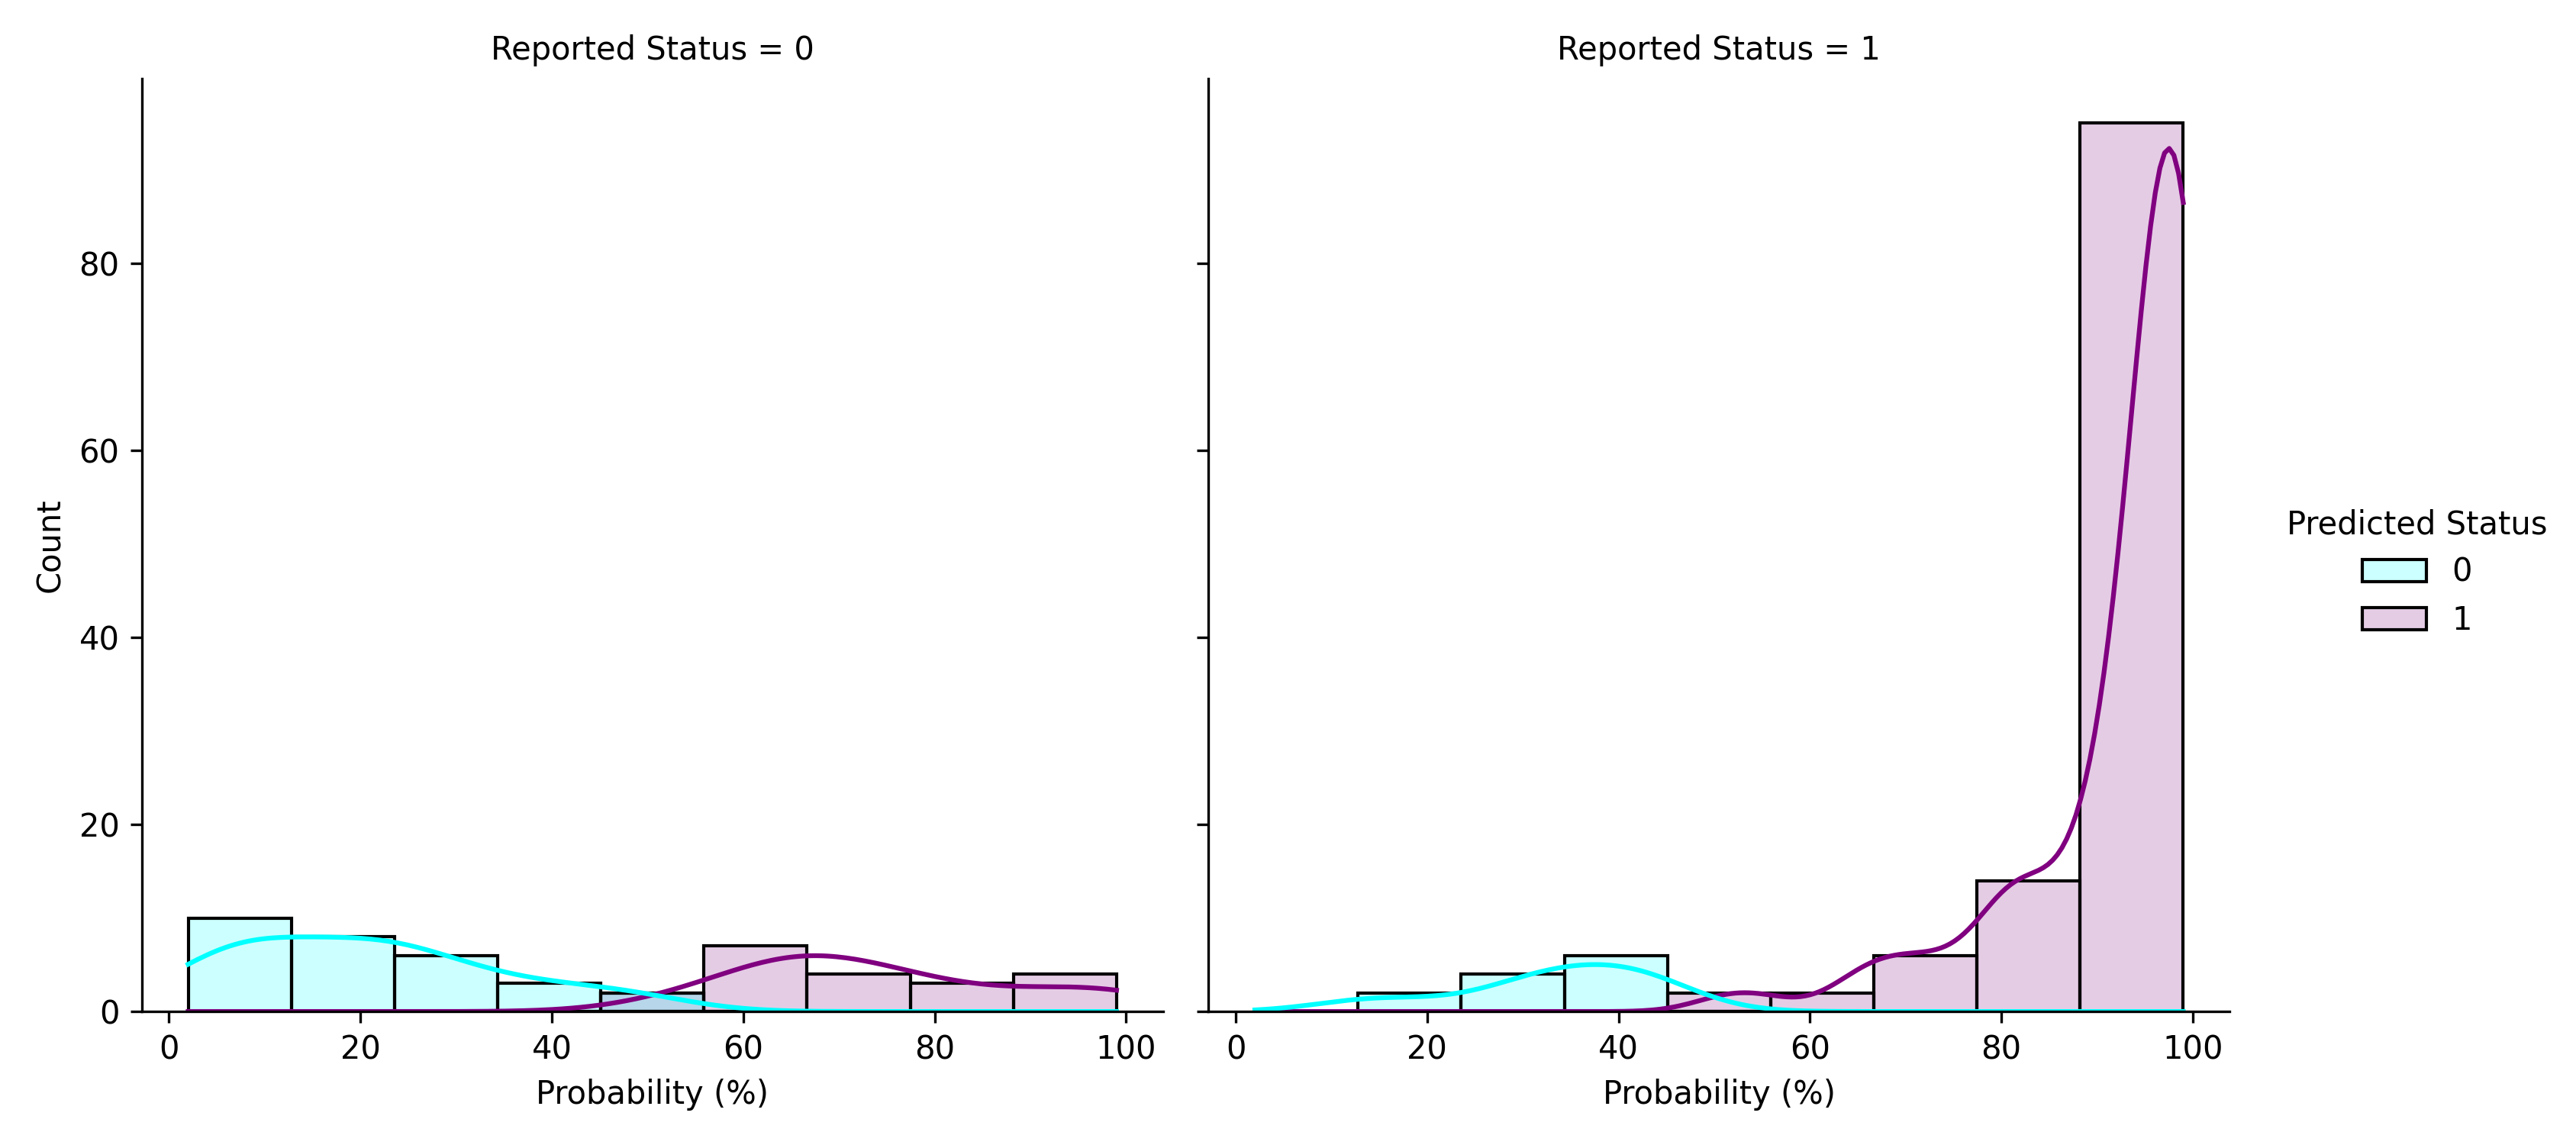 Reported Status = 0
Reported Status = 1
Count
80
60
40
20
0
0 20 40 60 80 100
0 20 40 60 80 100
Probability (%)
Probability (%)
Predicted Status
0
1